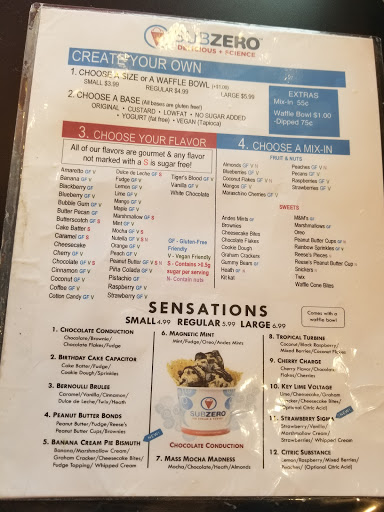 SUBZERO
DELICIOUS + SCIENCE
CREATE YOUR OWN
1. CHOOSE A SIZE or A WAFFLE BOWL (+$1.00)
SMALL $3.99 REGULAR $4.99 LARGE $5.99
2. CHOOSE A BASE (All bases are gluten free!)
ORIGINAL • CUSTARD • LOWFAT • NO SUGAR ADDED
• YOGURT (fat free) • VEGAN (Tapioca)
EXTRAS
Mix-in 55¢
Waffle Bowl $1.00
-Dipped 75¢
3. CHOOSE YOUR FLAVOR
All of our flavors are gourmet & any flavor
not marked with a S is sugar free!
Amaretto GF V
Banana GF V
Blackberry GF V
Blueberry GF V
Bubble Gum GF V
Butter Pecan GF
Butterscotch GF S
Cake Batter S
Caramel GF S
Cheesecake
Cherry GF V
Chocolate GF V S
Cinnamon GF V
Coconut GF V
Coffee GF V
Cotton Candy GF V
Dulce de Leche GF S
Fudge GF S
Lemon GF V
Lime GF V
Mango GF V
Maple GF V
Marshmallow GF S
Mint GF V
Mocha GF V S
Nutella GF N S
Orange GF V
Peach GF V
Peanut Butter GF V S N
Piña Colada GF V
Pistachio GF V
Raspberry GF V
Strawberry GF V
Tiger's Blood GF V
Vanilla GF V
White Chocolate
GF - Gluten-Free
Friendly
V - Vegan Friendly
S - Contains >5.5g
sugar per serving
N- Contain nuts
4. CHOOSE A MIX-IN
FRUIT & NUTS
Almonds GF V N
Blueberries GF V
Coconut Flakes GF V N
Mangos GF V
Maraschino Cherries GF V
Peaches GF V
Pecans GF V N
Raspberries GF V
Strawberries GF V
SWEETS
Andes Mints GF
Brownies
Cheesecake Bites
Chocolate Flakes
Cookie Dough
Graham Crackers
Gummy Bears GF
Heath GF N
Kit Kat
M&M's GF
Marshmallows GF
Oreo
Peanut Butter Cups GF N
Rainbow Sprinkles GF V
Reese's Pieces
Reese's Peanut Butter Cups
Snickers
Twix
Waffle Cone Bites
SENSATIONS
SMALL 4.99 REGULAR 5.99 LARGE 6.99
Comes with a
waffle bowl!
1. CHOCOLATE CONDUCTION
Chocolate/Brownie/
Chocolate Flakes/Fudge
2. BIRTHDAY CAKE CAPACITOR
Cake Batter/Fudge/
Cookie Dough/Sprinkles
3. BERNOULLI BRULEE
Caramel/Vanilla/Cinnamon/
Dulce de Leche/Twix/Heath
4. PEANUT BUTTER BONDS
Peanut Butter/Fudge/Reese's
Peanut Butter Cups/Brownies
5. BANANA CREAM PIE BISMUTH
Banana/Marshmallow Cream/
Graham Cracker/Cheesecake Bites/
Fudge Topping/Whipped Cream
6. MAGNETIC MINT
Mint/Fudge/Oreo/Andes Mints
SUBZERO
CHOCOLATE CONDUCTION
7. MASS MOCHA MADNESS
Mocha/Chocolate/Heath/Almonds
8. TROPICAL TURBINE
Coconut/Mango/Raspberry/
Mixed Berries/Coconut Flakes
9. CHERRY CHARGE
Cherry Flavor/Chocolate
Flakes/Cherries
10. KEY LIME VOLTAGE
Lime/Cheesecake/Graham
Cracker/Cheesecake Bites/
(Optional Citric Acid)
11. STRAWBERRY SIGHT
Strawberry/Vanilla/
Marshmallow Cream/
Strawberries/Whipped Cream
12. CITRIC SUBSTANCE
Lemon/Raspberry/Mixed Berries/
Peaches/(Optional Citric Acid)